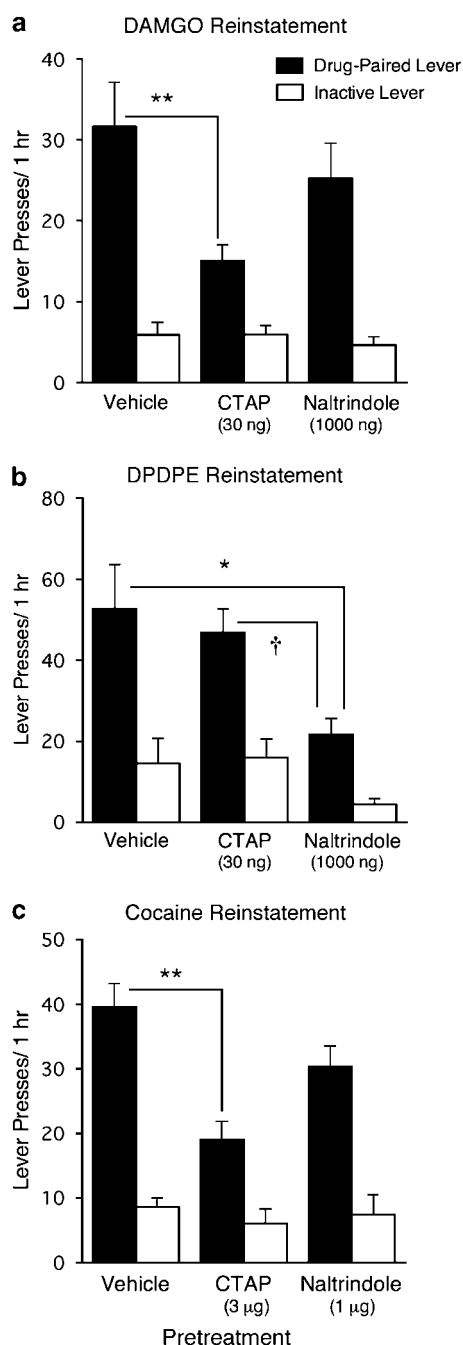 a
DAMGO Reinstatement
40
30
20
10
0
Lever Presses/ 1 hr
**
Drug-Paired Lever
Inactive Lever
Vehicle
CTAP
(30 ng)
Naltrindole
(1000 ng)
b
DPDPE Reinstatement
80
60
40
20
0
Lever Presses/ 1 hr
*
†
Vehicle
CTAP
(30 ng)
Naltrindole
(1000 ng)
c
Cocaine Reinstatement
50
40
30
20
10
0
Lever Presses/ 1 hr
**
Vehicle
CTAP
(3 μg)
Naltrindole
(1 μg)
Pretreatment